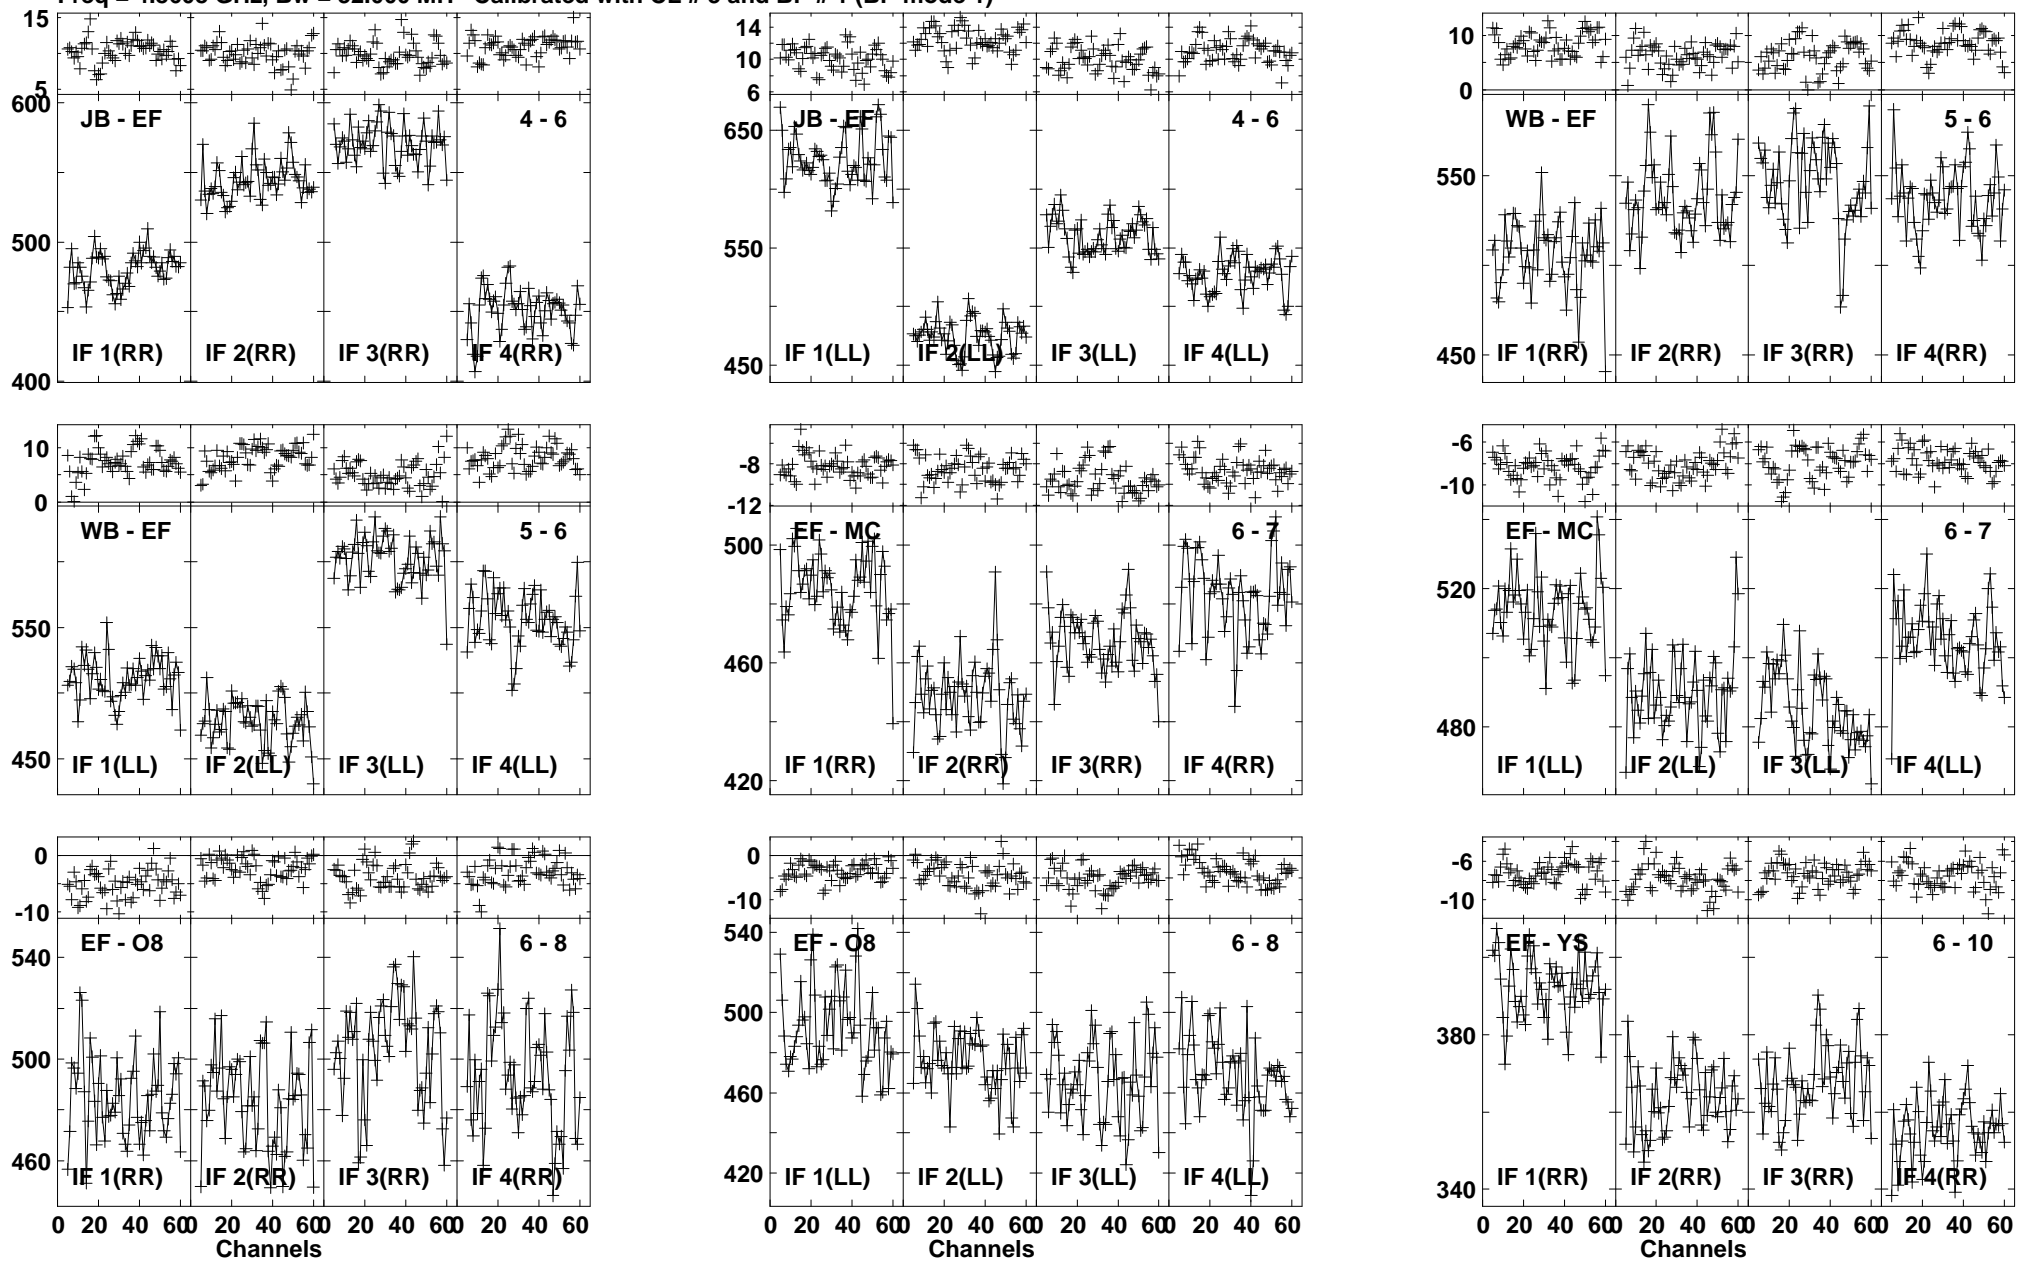 15
5
600
500
400
JB - EF
4 - 6
IF 1(RR)
IF 2(RR)
IF 3(RR)
IF 4(RR)
14
10
6
650
550
450
JB - EF
4 - 6
IF 1(LL)
IF 2(LL)
IF 3(LL)
IF 4(LL)
10
0
550
450
WB - EF
5 - 6
IF 1(RR)
IF 2(RR)
IF 3(RR)
IF 4(RR)
10
0
550
450
WB - EF
5 - 6
IF 1(LL)
IF 2(LL)
IF 3(LL)
IF 4(LL)
-8
-12
500
460
420
EF - MC
6 - 7
IF 1(RR)
IF 2(RR)
IF 3(RR)
IF 4(RR)
-6
-10
520
480
EF - MC
6 - 7
IF 1(LL)
IF 2(LL)
IF 3(LL)
IF 4(LL)
0
-10
540
500
460
EF - O8
6 - 8
IF 1(RR)
IF 2(RR)
IF 3(RR)
IF 4(RR)
0 20 40 60 0 20 40 60 0 20 40 60 0 20 40 60
Channels
0
-10
540
500
460
420
EF - O8
6 - 8
IF 1(LL)
IF 2(LL)
IF 3(LL)
IF 4(LL)
0 20 40 60 0 20 40 60 0 20 40 60 0 20 40 60
Channels
-6
-10
380
340
EF - YS
6 - 10
IF 1(RR)
IF 2(RR)
IF 3(RR)
IF 4(RR)
0 20 40 60 0 20 40 60 0 20 40 60 0 20 40 60
Channels